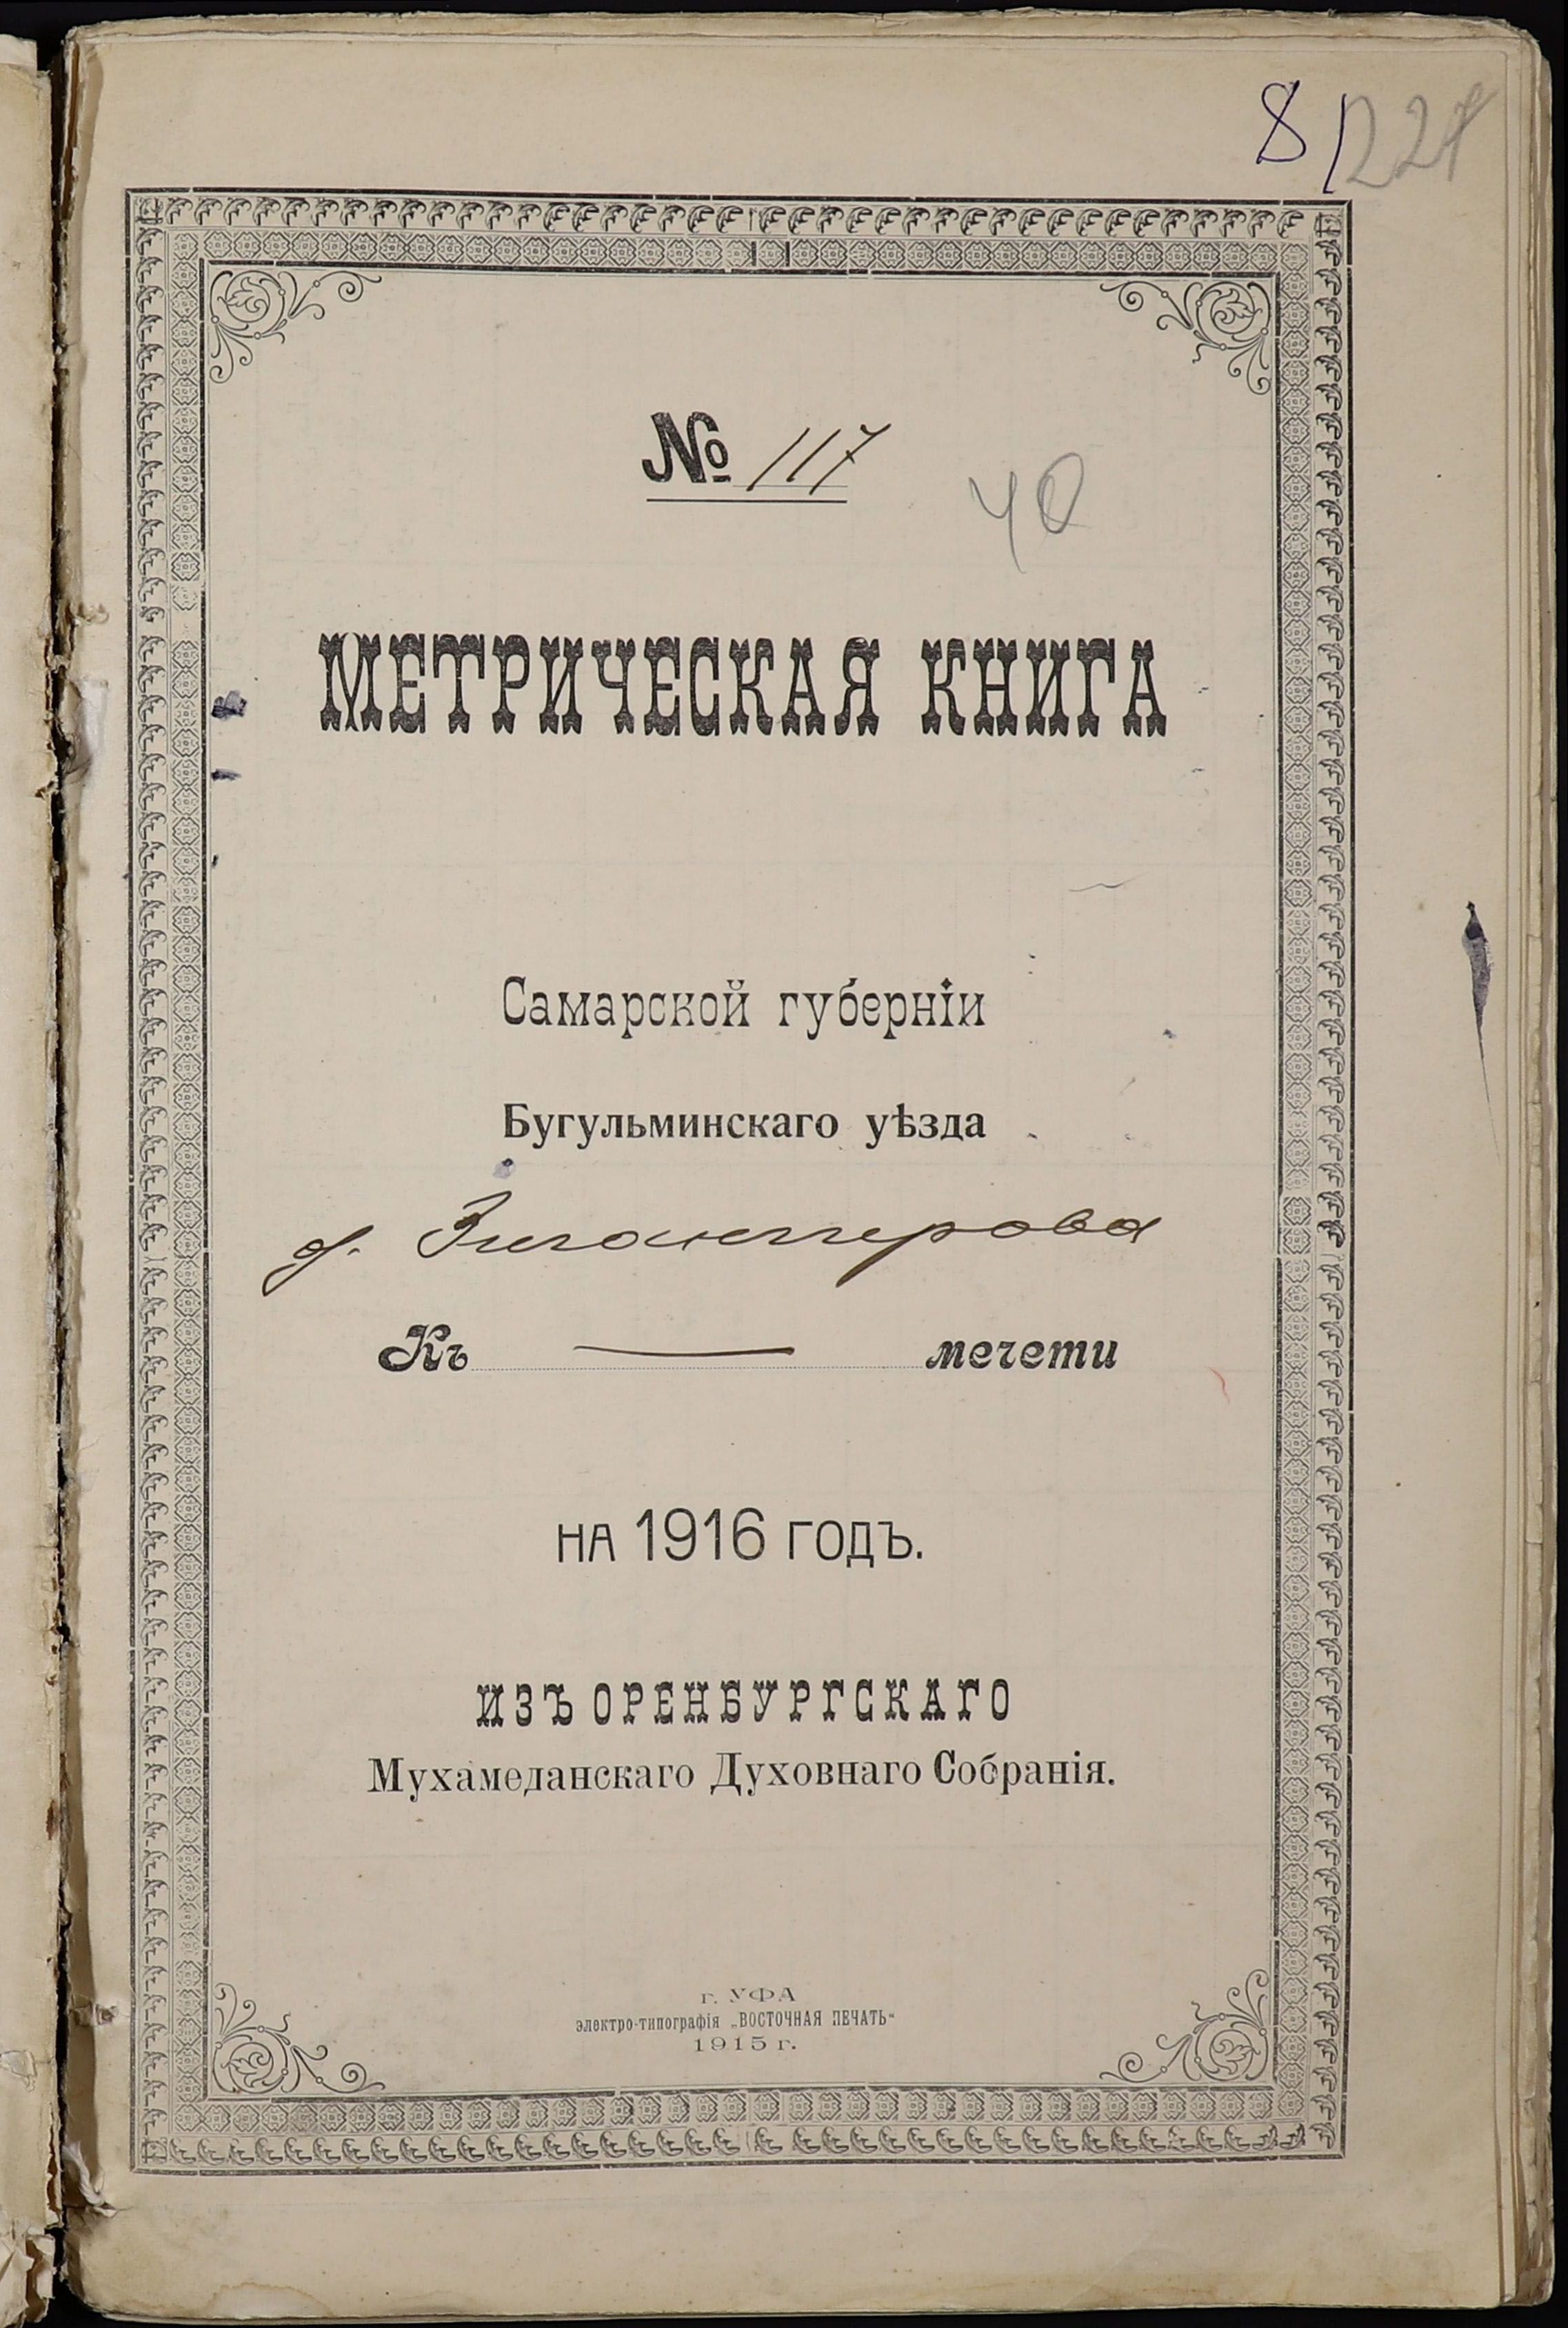 8
№ 117
40
МЕТРИЧЕСКАЯ КНИГА
Самарской губерніи
Бугульминскаго уѣзда
д.
Къ — мечети
НА 1916 ГОДЪ.
ИЗЪ ОРЕНБУРГСКАГО
Мухамеданскаго Духовнаго Собранія.
г. УФА
электро-типографія „ВОСТОЧНАЯ ПЕЧАТЬ“
1915 г.